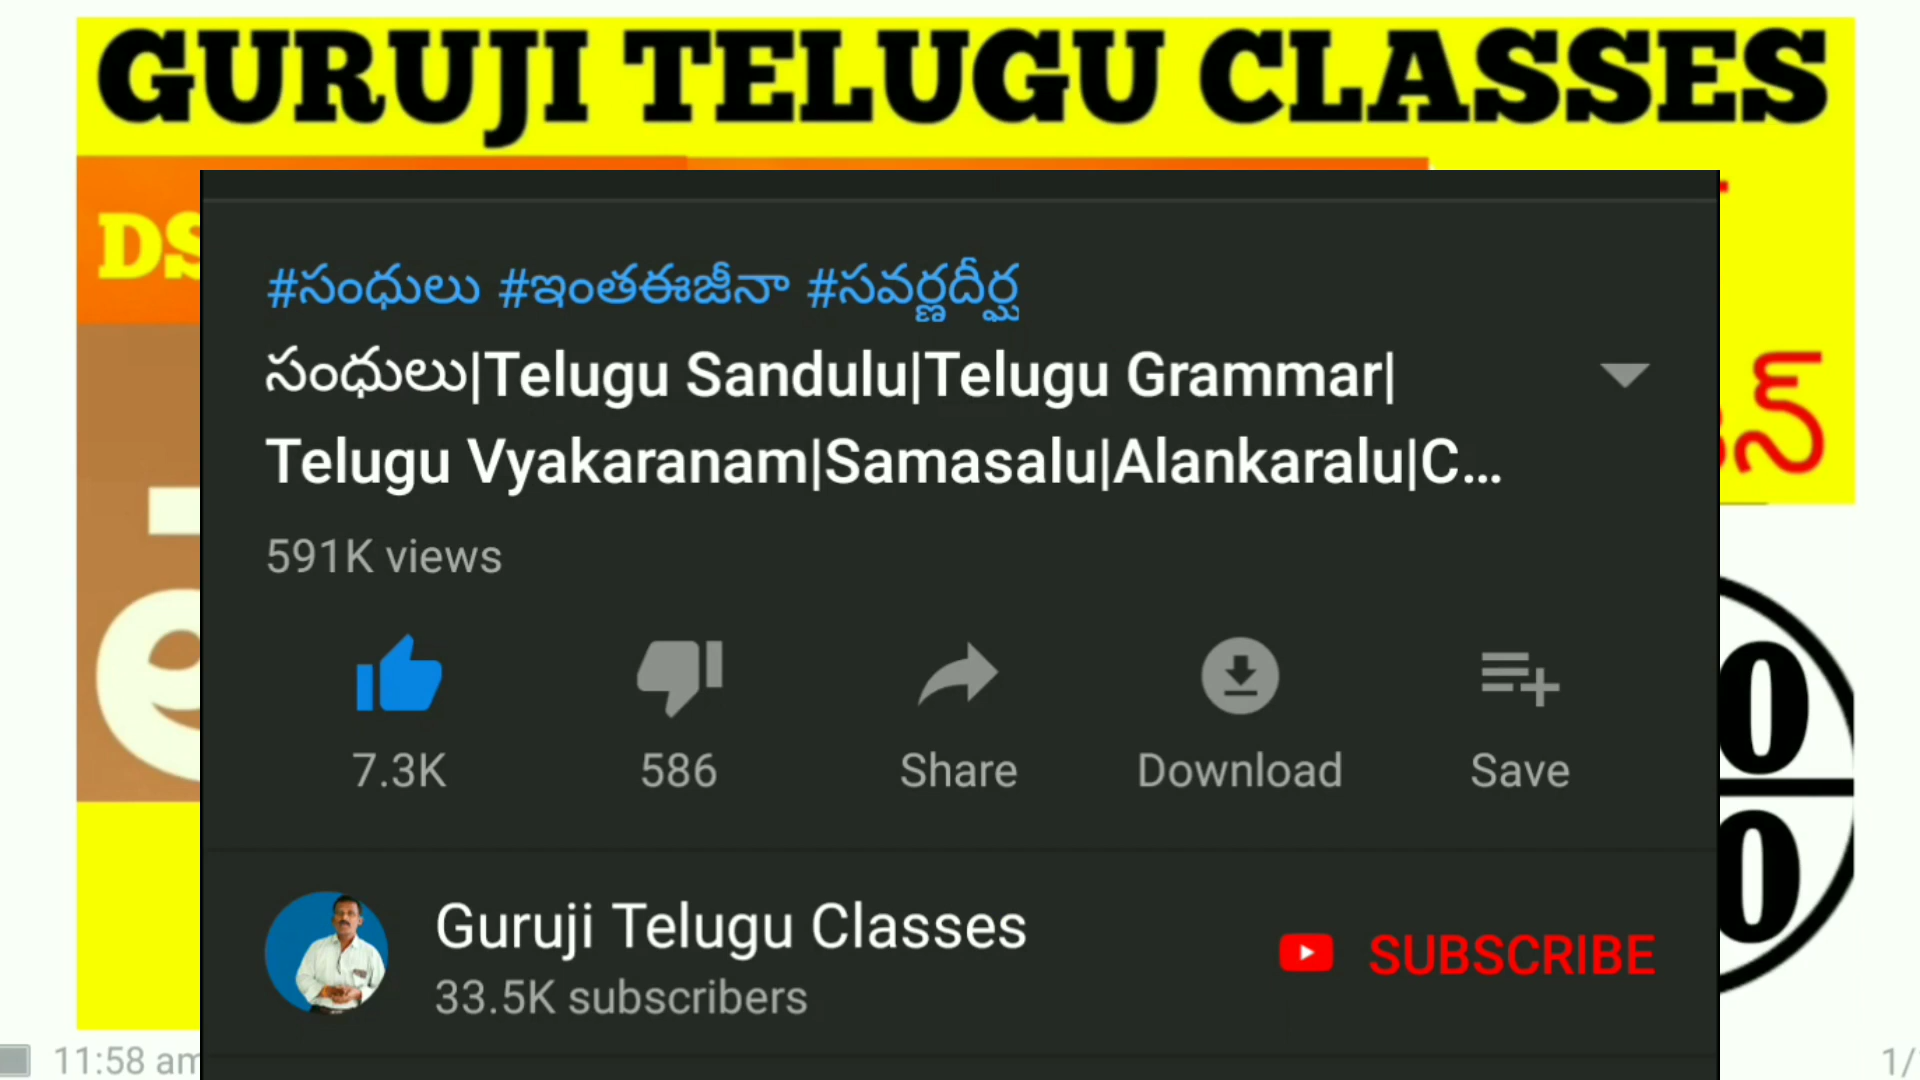 GURUJI TELUGU CLASSES
#సంధులు #ఇంతఈజీనా #సవర్ణదీర్ఘ
సంధులు|Telugu Sandulu|Telugu Grammar|
Telugu Vyakaranam|Samasalu|Alankaralu|C...
591K views
7.3K 586 Share Download Save
Guruji Telugu Classes
33.5K subscribers
SUBSCRIBE
11:58 am